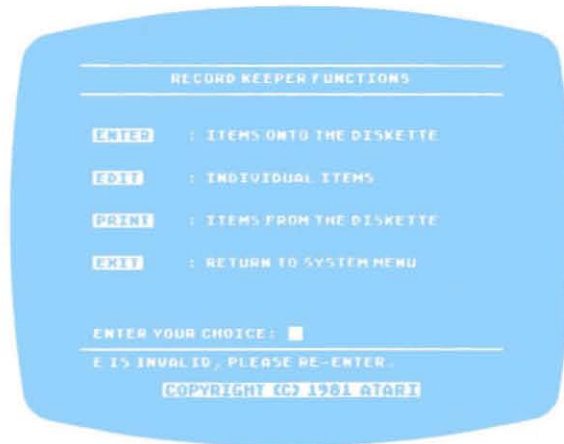 RECORD KEEPER FUNCTIONS
ENTER : ITEMS ONTO THE DISKETTE
EDIT : INDIVIDUAL ITEMS
PRINT : ITEMS FROM THE DISKETTE
EXIT : RETURN TO SYSTEM MENU
ENTER YOUR CHOICE:
E IS INVALID, PLEASE RE-ENTER.
COPYRIGHT (C) 1981 ATARI